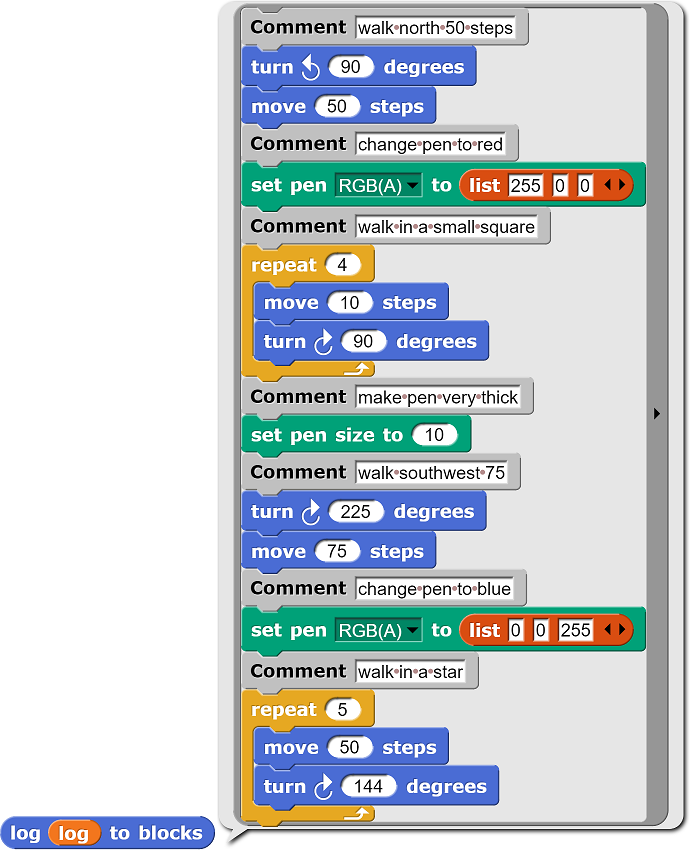 Comment walk north 50 steps
turn 90 degrees
move 50 steps
Comment change pen to red
set pen RGB(A) to list 255 0 0
Comment walk in a small square
repeat 4
move 10 steps
turn 90 degrees
Comment make pen very thick
set pen size to 10
Comment walk southwest 75
turn 225 degrees
move 75 steps
Comment change pen to blue
set pen RGB(A) to list 0 0 255
Comment walk in a star
repeat 5
move 50 steps
turn 144 degrees
log log to blocks